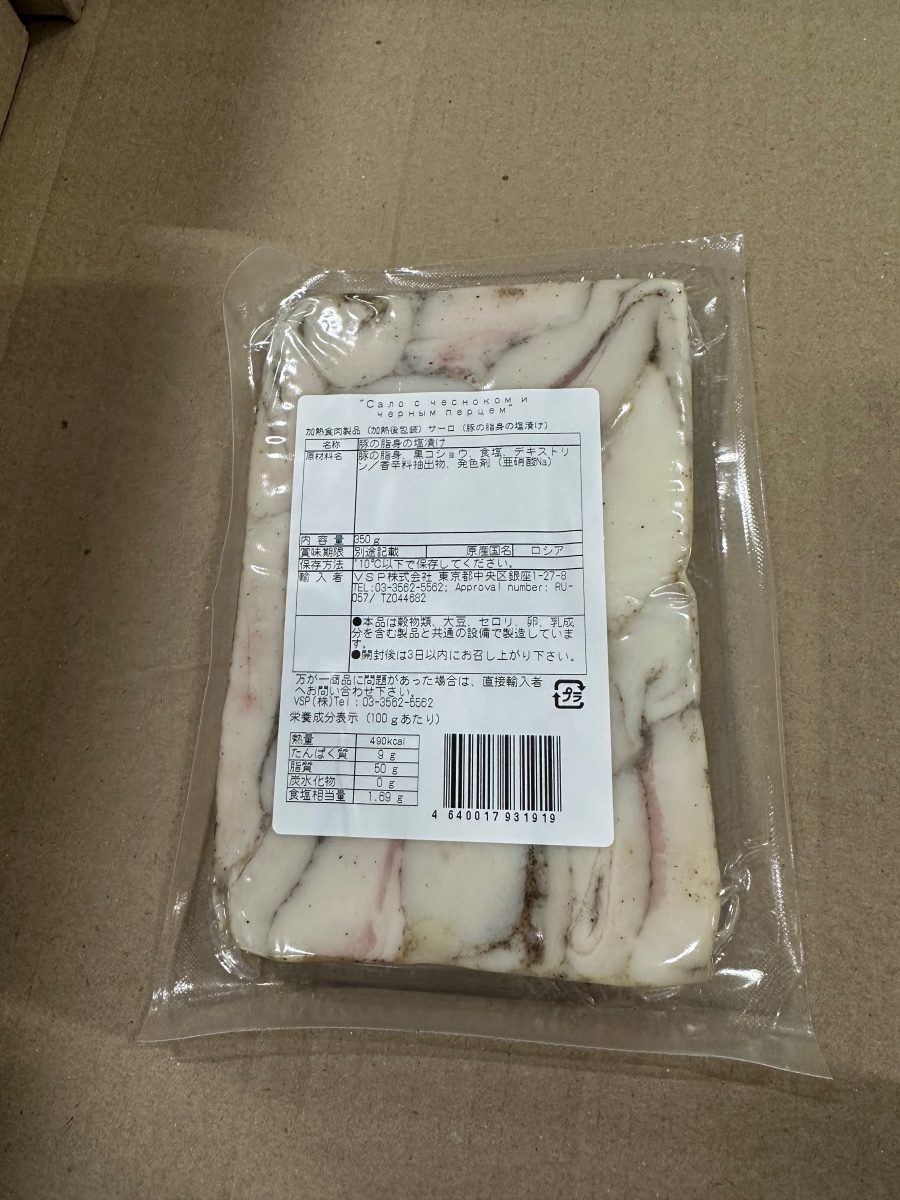 "Сало с чесноком и
черным перцем"
加熱食肉製品（加熱後包装）サーロ（豚の脂身の塩漬け）
名称 豚の脂身の塩漬け
原材料名 豚の脂身、黒コショウ、食塩、デキストリ
ン／香辛料抽出物、発色剤（亜硝酸Na）
内容量 350g
賞味期限 別途記載 原産国名 ロシア
保存方法 10℃以下で保存してください。
輸入者 VSP株式会社 東京都中央区銀座1-27-8
TEL:03-3562-5562; Approval number: RU-
057/ TZ044682
●本品は穀物類、大豆、セロリ、卵、乳成
分を含む製品と共通の設備で製造していま
す。
●開封後は3日以内にお召し上がり下さい。
万が一商品に問題があった場合は、直接輸入者
へお問い合わせ下さい。
VSP(株)Tel：03-3562-5562
プラ
栄養成分表示（100gあたり）
熱量 490kcal
たんぱく質 9g
脂質 50g
炭水化物 0g
食塩相当量 1.69g
4 640017 931919